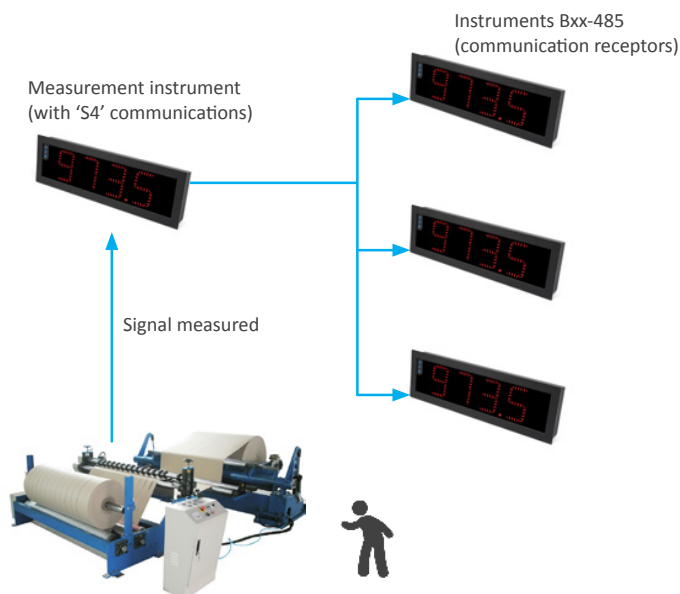 Instruments Bxx-485
(communication receptors)
Measurement instrument
(with ‘S4’ communications)
973.5
973.5
973.5
973.5
Signal measured